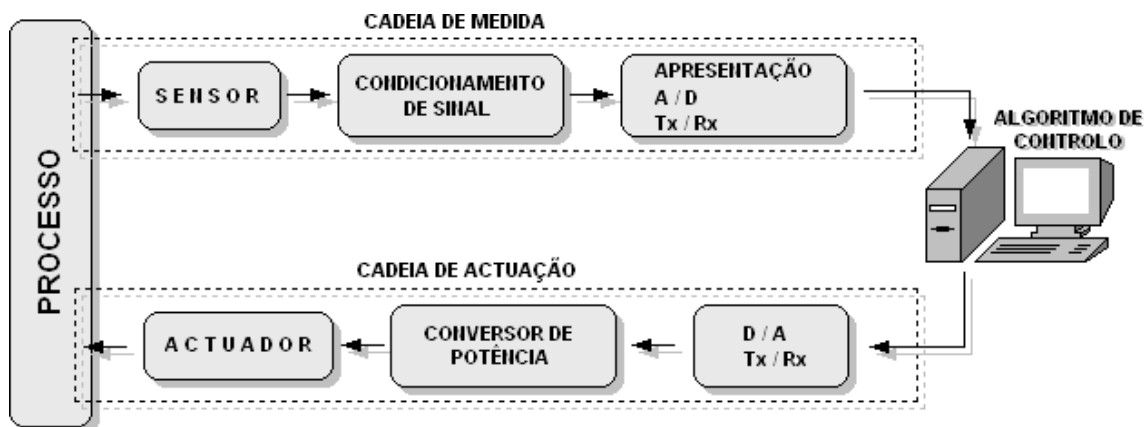 CADEIA DE MEDIDA
PROCESSO
SENSOR
CONDICIONAMENTO
DE SINAL
APRESENTAÇÃO
A / D
Tx / Rx
ALGORITMO DE
CONTROLO
CADEIA DE ACTUAÇÃO
ACTUADOR
CONVERSOR DE
POTÊNCIA
D / A
Tx / Rx